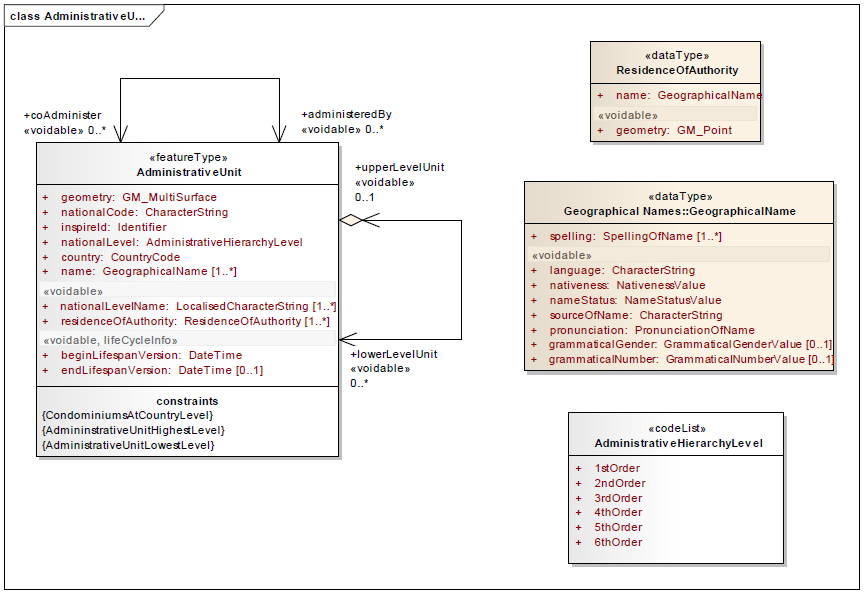 class AdministrativeU...
+coAdminister
«voidable» 0..*
+administeredBy
«voidable» 0..*
«featureType»
AdministrativeUnit
+ geometry: GM_MultiSurface
+ nationalCode: CharacterString
+ inspireId: Identifier
+ nationalLevel: AdministrativeHierarchyLevel
+ country: CountryCode
+ name: GeographicalName [1..*]
«voidable»
+ nationalLevelName: LocalisedCharacterString [1..*]
+ residenceOfAuthority: ResidenceOfAuthority [1..*]
«voidable, lifeCycleInfo»
+ beginLifespanVersion: DateTime
+ endLifespanVersion: DateTime [0..1]
constraints
{CondominiumsAtCountryLevel}
{AdmininstrativeUnitHighestLevel}
{AdministrativeUnitLowestLevel}
+upperLevelUnit
«voidable»
0..1
+lowerLevelUnit
«voidable»
0..*
«dataType»
ResidenceOfAuthority
+ name: GeographicalName
«voidable»
+ geometry: GM_Point
«dataType»
Geographical Names::GeographicalName
+ spelling: SpellingOfName [1..*]
«voidable»
+ language: CharacterString
+ nativeness: NativenessValue
+ nameStatus: NameStatusValue
+ sourceOfName: CharacterString
+ pronunciation: PronunciationOfName
+ grammaticalGender: GrammaticalGenderValue [0..1]
+ grammaticalNumber: GrammaticalNumberValue [0..1]
«codeList»
AdministrativeHierarchyLevel
+ 1stOrder
+ 2ndOrder
+ 3rdOrder
+ 4thOrder
+ 5thOrder
+ 6thOrder